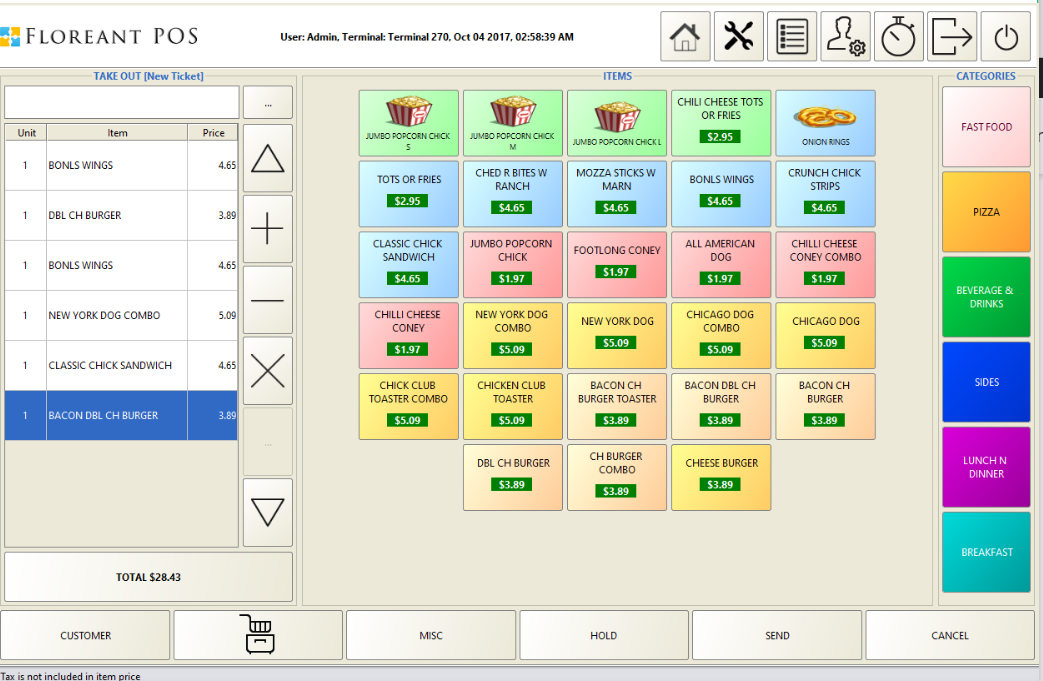 FLOREANT POS
User: Admin, Terminal: Terminal 270, Oct 04 2017, 02:58:39 AM
TAKE OUT [New Ticket]
...
Unit Item Price
1 BONLS WINGS 4.65
1 DBL CH BURGER 3.89
1 BONLS WINGS 4.65
1 NEW YORK DOG COMBO 5.09
1 CLASSIC CHICK SANDWICH 4.65
1 BACON DBL CH BURGER 3.89
...
TOTAL $28.43
ITEMS
JUMBO POPCORN CHICK
S
JUMBO POPCORN CHICK
M
JUMBO POPCORN CHICK L
CHILI CHEESE TOTS
OR FRIES
$2.95
ONION RINGS
TOTS OR FRIES
$2.95
CHED R BITES W
RANCH
$4.65
MOZZA STICKS W
MARN
$4.65
BONLS WINGS
$4.65
CRUNCH CHICK
STRIPS
$4.65
CLASSIC CHICK
SANDWICH
$4.65
JUMBO POPCORN
CHICK
$1.97
FOOTLONG CONEY
$1.97
ALL AMERICAN
DOG
$1.97
CHILLI CHEESE
CONEY COMBO
$1.97
CHILLI CHEESE
CONEY
$1.97
NEW YORK DOG
COMBO
$5.09
NEW YORK DOG
$5.09
CHICAGO DOG
COMBO
$5.09
CHICAGO DOG
$5.09
CHICK CLUB
TOASTER COMBO
$5.09
CHICKEN CLUB
TOASTER
$5.09
BACON CH
BURGER TOASTER
$3.89
BACON DBL CH
BURGER
$3.89
BACON CH
BURGER
$3.89
DBL CH BURGER
$3.89
CH BURGER
COMBO
$3.89
CHEESE BURGER
$3.89
CATEGORIES
FAST FOOD
PIZZA
BEVERAGE &
DRINKS
SIDES
LUNCH N
DINNER
BREAKFAST
CUSTOMER
MISC
HOLD
SEND
CANCEL
Tax is not included in item price